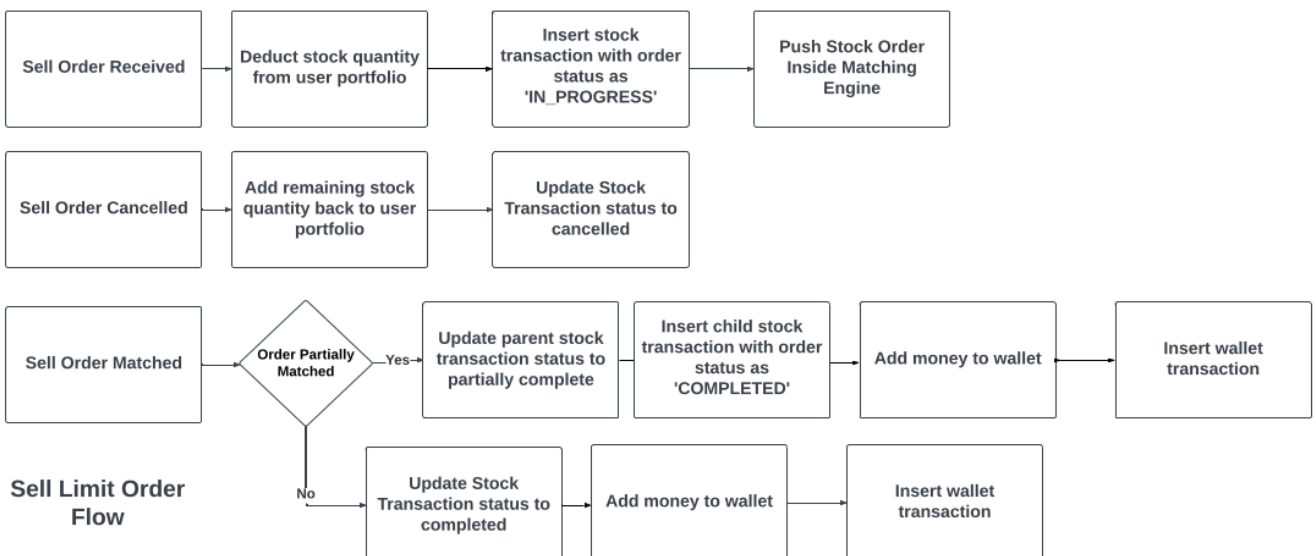 Sell Order Received
Deduct stock quantity
from user portfolio
Insert stock
transaction with order
status as
'IN_PROGRESS'
Push Stock Order
Inside Matching
Engine
Sell Order Cancelled
Add remaining stock
quantity back to user
portfolio
Update Stock
Transaction status to
cancelled
Sell Order Matched
Order Partially
Matched
Yes
Update parent stock
transaction status to
partially complete
Insert child stock
transaction with order
status as
'COMPLETED'
Add money to wallet
Insert wallet
transaction
No
Update Stock
Transaction status to
completed
Add money to wallet
Insert wallet
transaction
Sell Limit Order
Flow